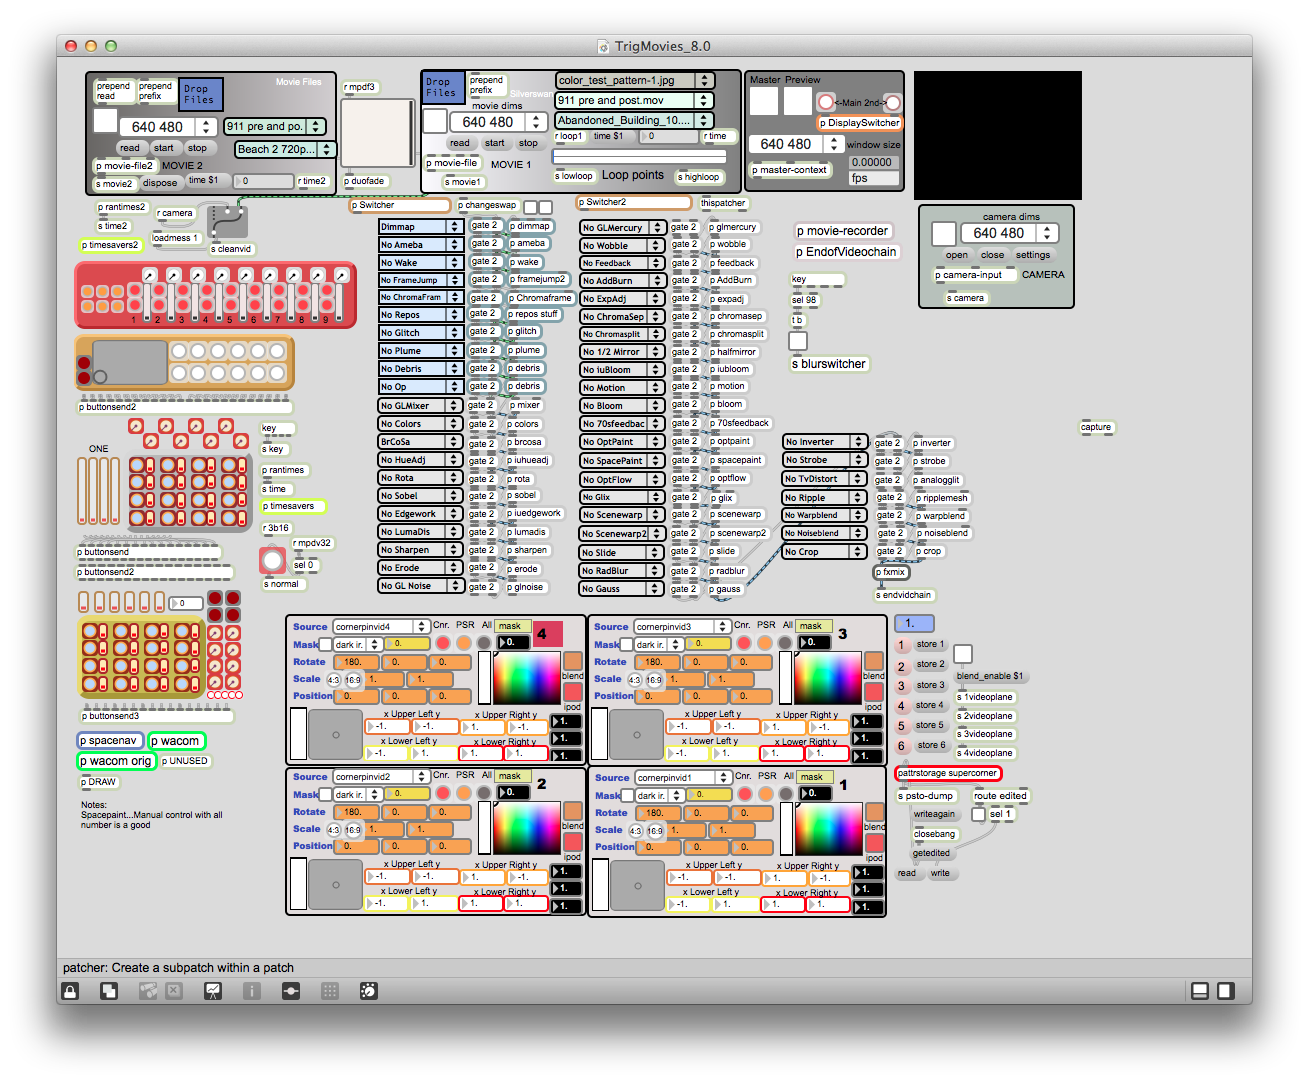 TrigMovies_8.0
prepend read
prepend prefix
Drop Files
Movie Files
640 480
911 pre and po.
read
start
stop
Beach 2 720p...
p movie-file2
MOVIE 2
s movie2
dispose
time $1
0
r time2
r mpdf3
p duofade
Drop Files
prepend prefix
Silverswan
movie dims
640 480
color_test_pattern-1.jpg
911 pre and post.mov
Abandoned_Building_10....
read
start
stop
r loop1
time $1
0
r time
p movie-file
MOVIE 1
s movie1
s lowloop
Loop points
s highloop
Master
Preview
<-Main 2nd->
p DisplaySwitcher
640 480
window size
0.00000
fps
p master-context
camera dims
640 480
open
close
settings
p camera-input
CAMERA
s camera
p rantimes2
r camera
s time2
loadmess 1
p timesavers2
s cleanvid
p Switcher
p changeswap
p Switcher2
thispatcher
1 2 3 4 5 6 7 8 9
p buttonsend2
ONE
key
s key
p rantimes
s time
p timesavers
r 3b16
r mpdv32
sel 0
s normal
p buttonsend
p buttonsend2
0
p buttonsend3
p spacenav
p wacom
p wacom orig
p UNUSED
p DRAW
Notes:
Spacepaint...Manual control with all
number is a good
Dimmap gate 2 p dimmap
No Ameba gate 2 p ameba
No Wake gate 2 p wake
No FrameJump gate 2 p framejump2
No ChromaFram gate 2 p Chromaframe
No Repos gate 2 p repos stuff
No Glitch gate 2 p glitch
No Plume gate 2 p plume
No Debris gate 2 p debris
No Op gate 2 p debris
No GLMixer gate 2 p mixer
No Colors gate 2 p colors
BrCoSa gate 2 p brcosa
No HueAdj gate 2 p iuhueadj
No Rota gate 2 p rota
No Sobel gate 2 p sobel
No Edgework gate 2 p iuedgework
No LumaDis gate 2 p lumadis
No Sharpen gate 2 p sharpen
No Erode gate 2 p erode
No GL Noise gate 2 p glnoise
No GLMercury gate 2 p glmercury
No Wobble gate 2 p wobble
No Feedback gate 2 p feedback
No AddBurn gate 2 p AddBurn
No ExpAdj gate 2 p expadj
No ChromaSep gate 2 p chromasep
No Chromasplit gate 2 p chromasplit
No 1/2 Mirror gate 2 p halfmirror
No iuBloom gate 2 p iubloom
No Motion gate 2 p motion
No Bloom gate 2 p bloom
No 70sfeedbac gate 2 p 70sfeedback
No OptPaint gate 2 p optpaint
No SpacePaint gate 2 p spacepaint
No OptFlow gate 2 p optflow
No Glix gate 2 p glix
No Scenewarp gate 2 p scenewarp
No Scenewarp2 gate 2 p scenewarp2
No Slide gate 2 p slide
No RadBlur gate 2 p radblur
No Gauss gate 2 p gauss
p movie-recorder
p EndofVideochain
key
sel 98
t b
s blurswitcher
capture
No Inverter gate 2 p inverter
No Strobe gate 2 p strobe
No TvDistort gate 2 p analogglit
No Ripple gate 2 p ripplemesh
No Warpblend gate 2 p warpblend
No Noiseblend gate 2 p noiseblend
No Crop gate 2 p crop
p fxmix
s endvidchain
Source cornerpinvid4 Cnr. PSR All mask 4
Mask dark ir. 0. 0.
Rotate 180. 0. 0.
Scale 4:3 16:9 1. 1. blend
Position 0. 0. 0. ipod
x Upper Left y x Upper Right y 1.
-1. -1. 1. -1. 1.
x Lower Left y x Lower Right y
-1. 1. 1. 1. 1.
Source cornerpinvid3 Cnr. PSR All mask 3
Mask dark ir. 0. 0.
Rotate 180. 0. 0.
Scale 4:3 16:9 1. 1. blend
Position 0. 0. 0. ipod
x Upper Left y x Upper Right y 1.
-1. -1. 1. -1. 1.
x Lower Left y x Lower Right y
-1. 1. 1. 1. 1.
Source cornerpinvid2 Cnr. PSR All mask 2
Mask dark ir. 0. 0.
Rotate 180. 0. 0.
Scale 4:3 16:9 1. 1. blend
Position 0. 0. 0. ipod
x Upper Left y x Upper Right y 1.
-1. -1. 1. -1. 1.
x Lower Left y x Lower Right y
-1. 1. 1. 1. 1.
Source cornerpinvid1 Cnr. PSR All mask 1
Mask dark ir. 0. 0.
Rotate 180. 0. 0.
Scale 4:3 16:9 1. 1. blend
Position 0. 0. 0. ipod
x Upper Left y x Upper Right y 1.
-1. -1. 1. -1. 1.
x Lower Left y x Lower Right y
-1. 1. 1. 1. 1.
1.
1 store 1
2 store 2
3 store 3
4 store 4
5 store 5
6 store 6
blend_enable $1
s 1videoplane
s 2videoplane
s 3videoplane
s 4videoplane
pattrstorage supercorner
s psto-dump
route edited
writeagain
sel 1
closebang
getedited
read
write
patcher: Create a subpatch within a patch